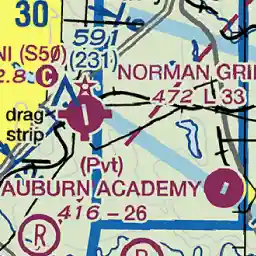 30
591
NI (S50) (231)
2.8 C
NORMAN GRI
472 L 33
drag
strip
(Pvt)
AUBURN ACADEMY
416 - 26
R
R